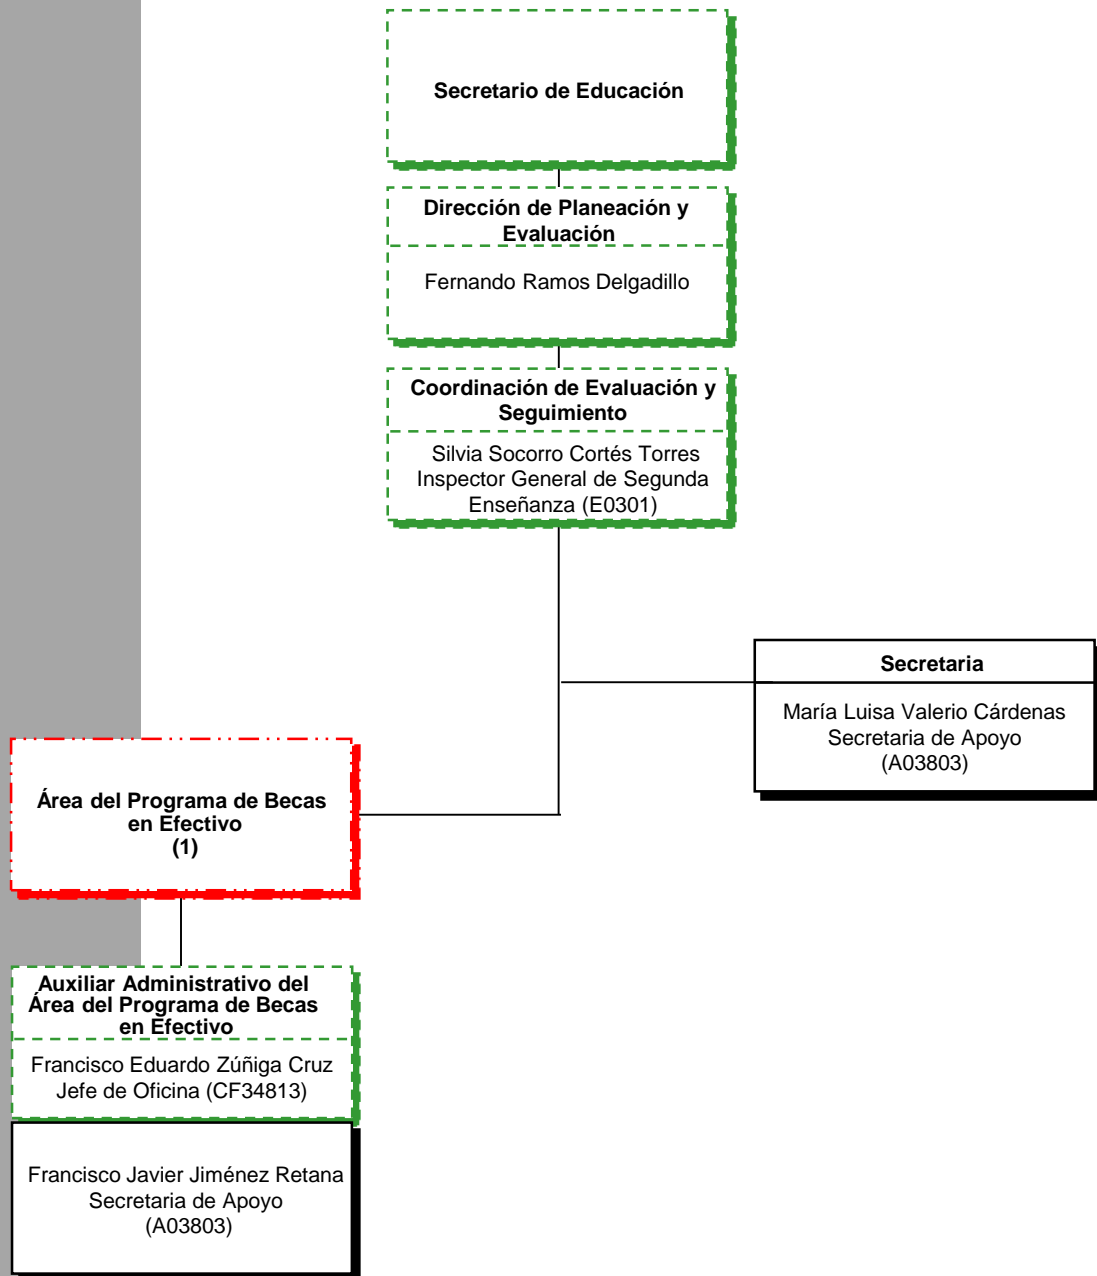 Secretario de Educación
Dirección de Planeación y
Evaluación
Fernando Ramos Delgadillo
Coordinación de Evaluación y
Seguimiento
Silvia Socorro Cortés Torres
Inspector General de Segunda
Enseñanza (E0301)
Secretaria
María Luisa Valerio Cárdenas
Secretaria de Apoyo
(A03803)
Área del Programa de Becas
en Efectivo
(1)
Auxiliar Administrativo del
Área del Programa de Becas
en Efectivo
Francisco Eduardo Zúñiga Cruz
Jefe de Oficina (CF34813)
Francisco Javier Jiménez Retana
Secretaria de Apoyo
(A03803)